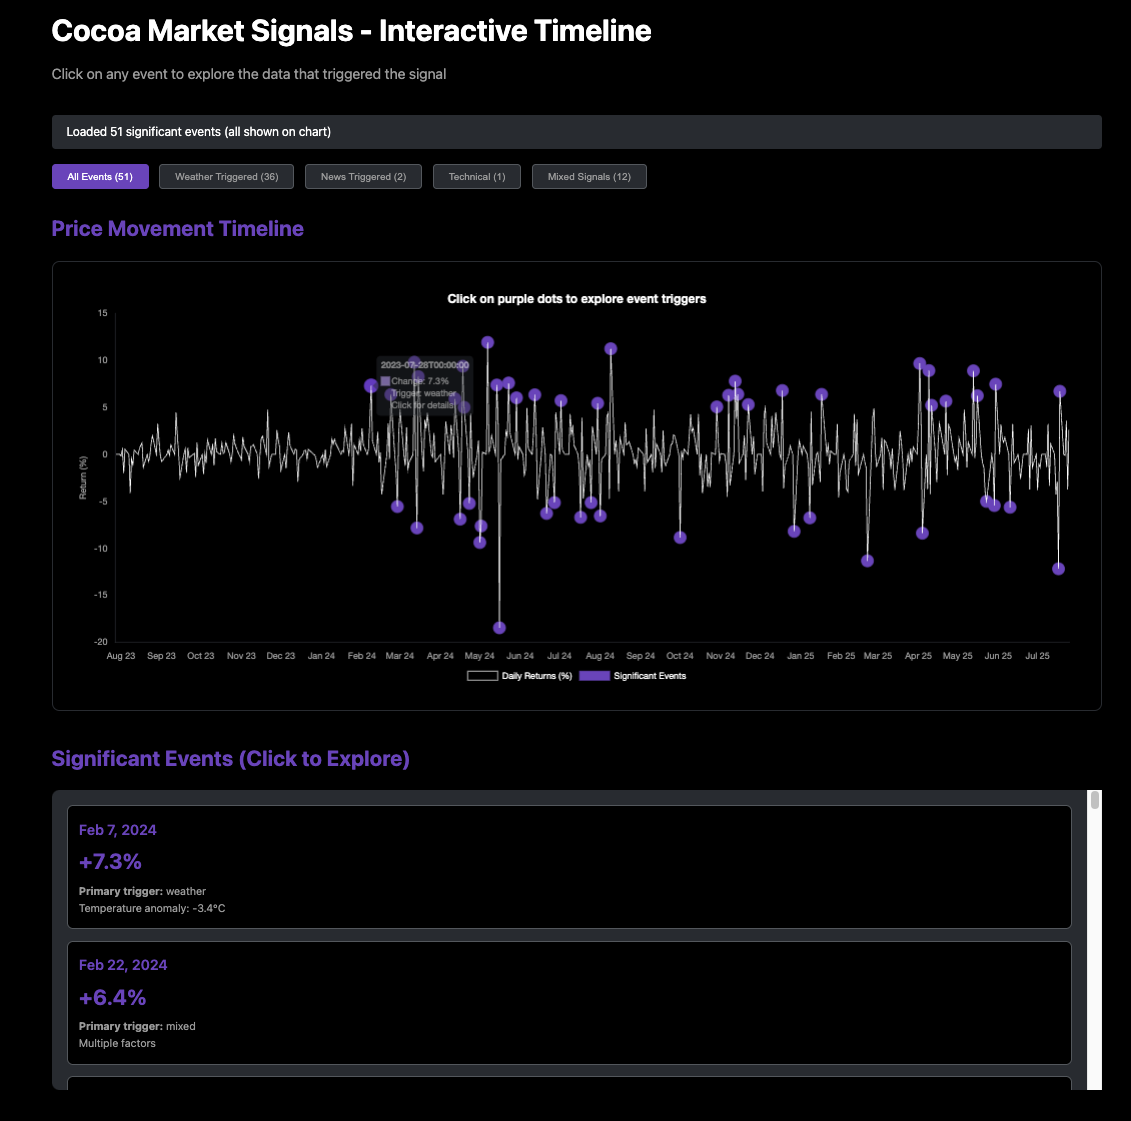 Cocoa Market Signals - Interactive Timeline
Click on any event to explore the data that triggered the signal
Loaded 51 significant events (all shown on chart)
All Events (51) Weather Triggered (36) News Triggered (2) Technical (1) Mixed Signals (12)
Price Movement Timeline
Click on purple dots to explore event triggers
15
10
5
0
-5
-10
-15
-20
Return (%)
2023-07-28T00:00:00
Change: 7.3%
Trigger: weather
Click for details
Aug 23 Sep 23 Oct 23 Nov 23 Dec 23 Jan 24 Feb 24 Mar 24 Apr 24 May 24 Jun 24 Jul 24 Aug 24 Sep 24 Oct 24 Nov 24 Dec 24 Jan 25 Feb 25 Mar 25 Apr 25 May 25 Jun 25 Jul 25
Daily Returns (%) Significant Events
Significant Events (Click to Explore)
Feb 7, 2024
+7.3%
Primary trigger: weather
Temperature anomaly: -3.4°C
Feb 22, 2024
+6.4%
Primary trigger: mixed
Multiple factors